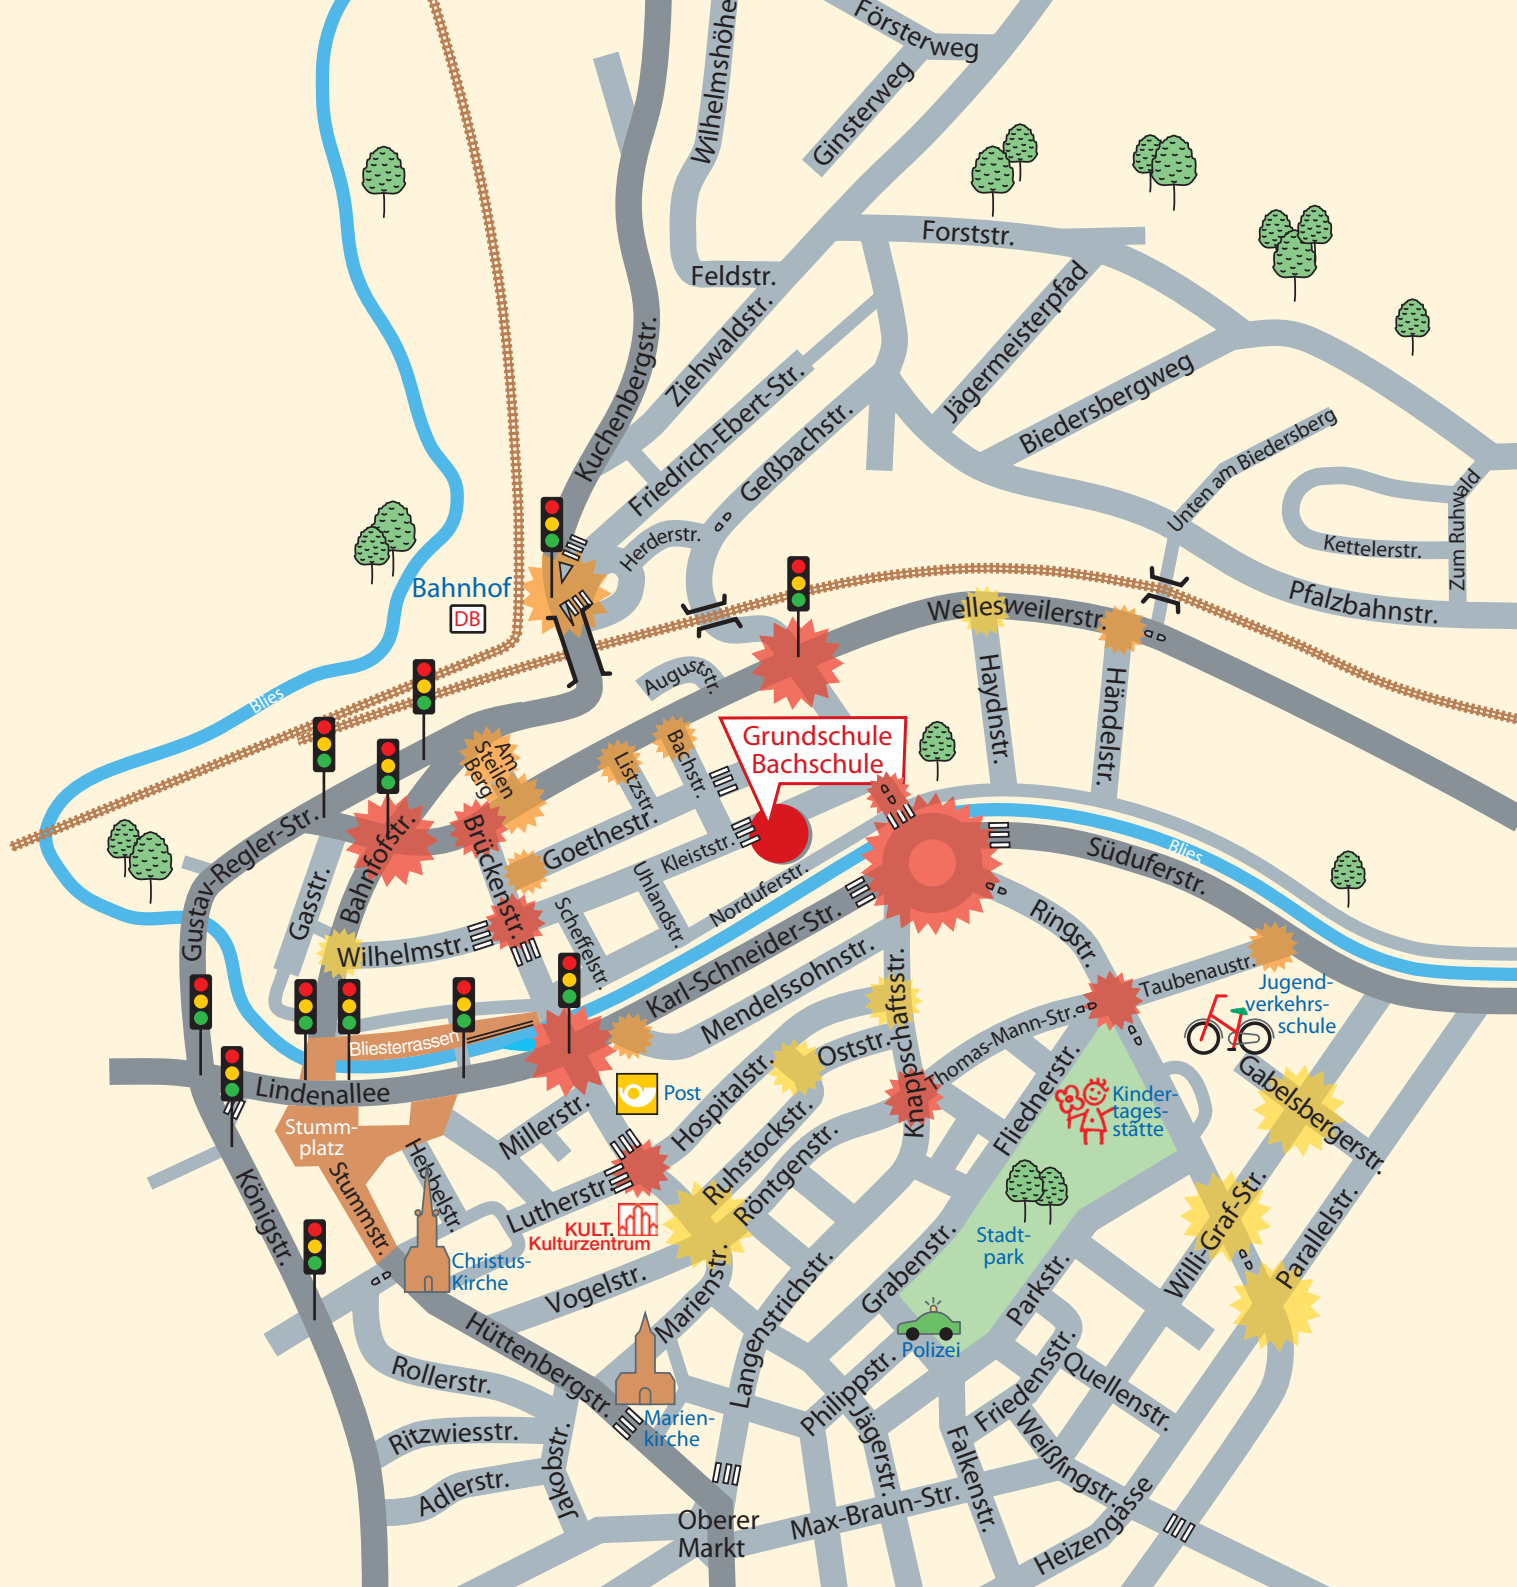 Försterweg
Wilhelmshöhe
Ginsterweg
Forststr.
Feldstr.
Ziehwaldstr.
Jägermeisterpfad
Kuchenbergstr.
Friedrich-Ebert-Str.
Biedersbergweg
Geßbachstr.
Unten am Biedersberg
Zum Ruhwald
Kettelerstr.
Herderstr.
Pfalzbahnstr.
Bahnhof
DB
Wellesweilerstr.
Auguststr.
Haydnstr.
Händelstr.
Blies
Grundschule
Bachschule
Am
Steilen
Berg
Listzstr.
Bachstr.
Gustav-Regler-Str.
Bahnhofstr.
Brückenstr.
Goethestr.
Kleiststr.
Südufer​str.
Blies
Gasstr.
Uhlandstr.
Norduferstr.
Scheffelstr.
Wilhelmstr.
Karl-Schneider-Str.
Ringstr.
Mendelssohnstr.
Knappschaftsstr.
Taubenaustr.
Jugend-
verkehrs-
schule
Bliesterrassen
Oststr.
Thomas-Mann-Str.
Lindenallee
Post
Hospitalstr.
Fliednerstr.
Kinder-
tages-
stätte
Gabelsbergerstr.
Stumm-
platz
Millerstr.
Ruhstockstr.
Röntgenstr.
Hebbelstr.
Stummstr.
Königstr.
Lutherstr.
KULT.
Kulturzentrum
Stadt-
park
Willi-Graf-Str.
Parallelstr.
Christus-
Kirche
Vogelstr.
Marienstr.
Langenstrichstr.
Grabenstr.
Parkstr.
Polizei
Hüttenbergstr.
Rollerstr.
Philippstr.
Friedensstr.
Quellenstr.
Marien-
kirche
Jägerstr.
Falkenstr.
Weißlingstr.
Ritzwiesstr.
Jakobstr.
Adlerstr.
Max-Braun-Str.
Heizengasse
Oberer
Markt